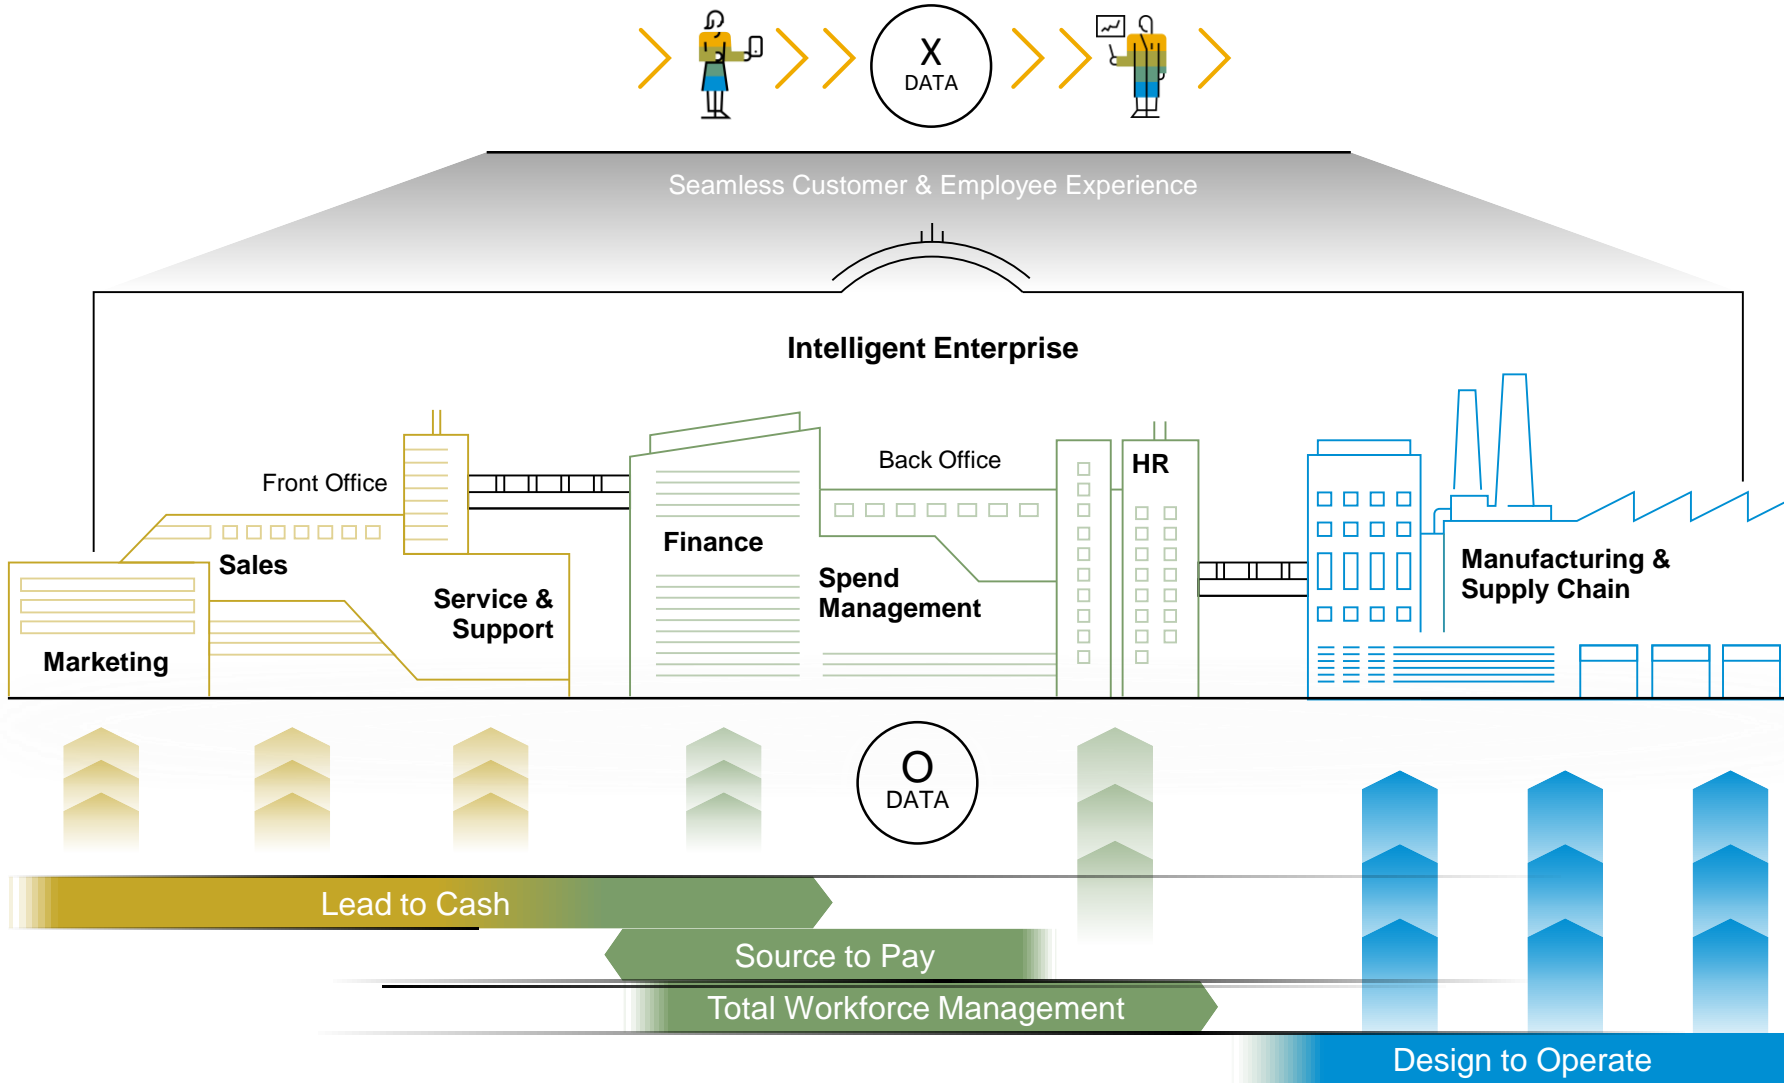 X
DATA
Seamless Customer & Employee Experience
Intelligent Enterprise
Front Office
Back Office
HR
Sales
Finance
Service &
Support
Spend
Management
Manufacturing &
Supply Chain
Marketing
O
DATA
Lead to Cash
Source to Pay
Total Workforce Management
Design to Operate